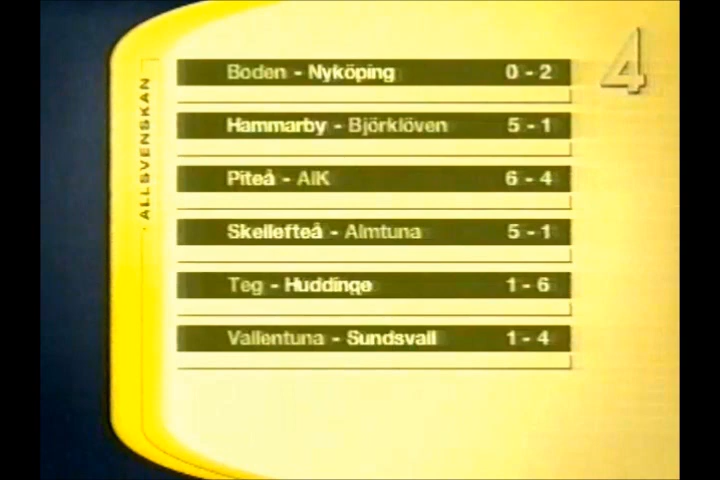 4
ALLSVENSKAN
Boden - Nyköping 0 - 2
Hammarby - Björklöven 5 - 1
Piteå - AIK 6 - 4
Skellefteå - Almtuna 5 - 1
Teg - Huddinge 1 - 6
Vallentuna - Sundsvall 1 - 4